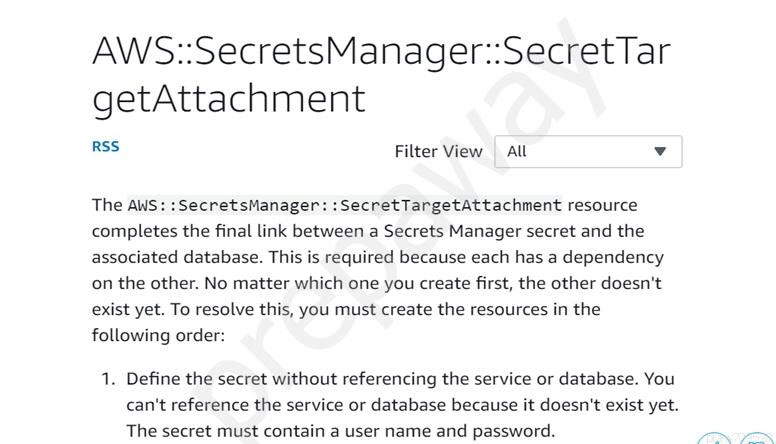 AWS::SecretsManager::SecretTar
getAttachment
RSS
Filter View
All
The AWS::SecretsManager::SecretTargetAttachment resource
completes the final link between a Secrets Manager secret and the
associated database. This is required because each has a dependency
on the other. No matter which one you create first, the other doesn't
exist yet. To resolve this, you must create the resources in the
following order:
1. Define the secret without referencing the service or database. You
can't reference the service or database because it doesn't exist yet.
The secret must contain a user name and password.
prepaway